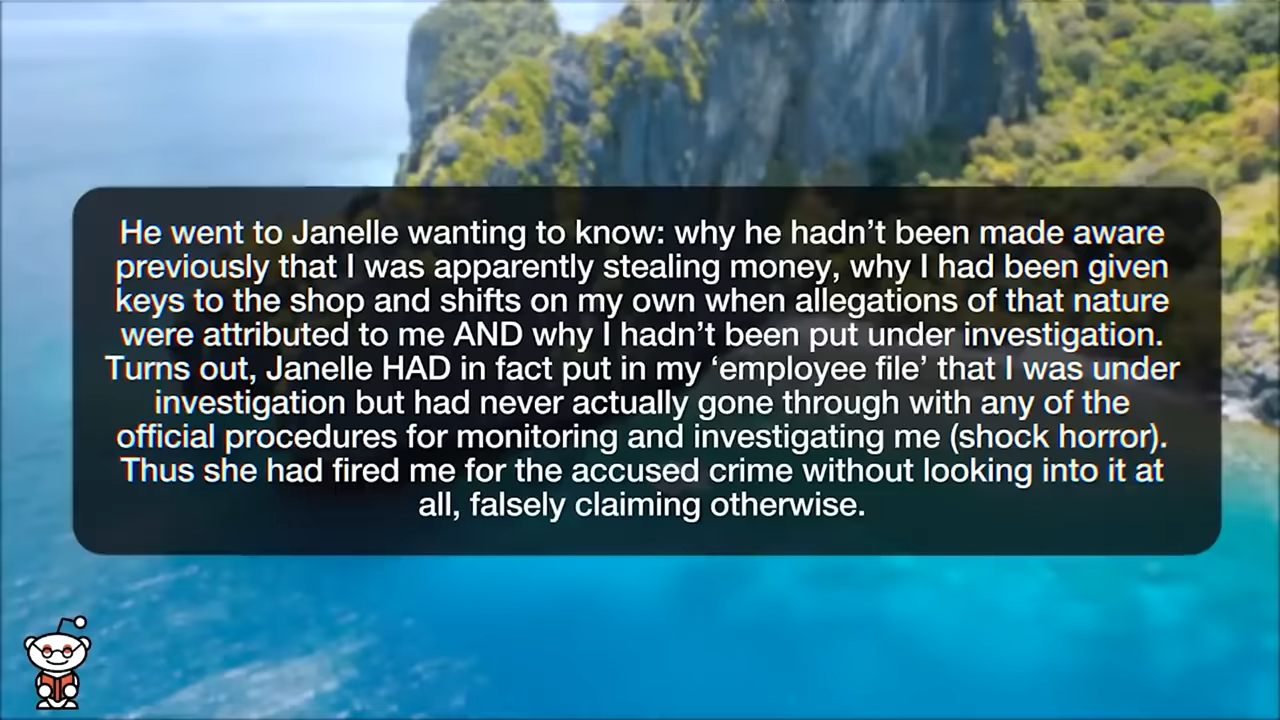 He went to Janelle wanting to know: why he hadn’t been made aware
previously that I was apparently stealing money, why I had been given
keys to the shop and shifts on my own when allegations of that nature
were attributed to me AND why I hadn’t been put under investigation.
Turns out, Janelle HAD in fact put in my ‘employee file’ that I was under
investigation but had never actually gone through with any of the
official procedures for monitoring and investigating me (shock horror).
Thus she had fired me for the accused crime without looking into it at
all, falsely claiming otherwise.